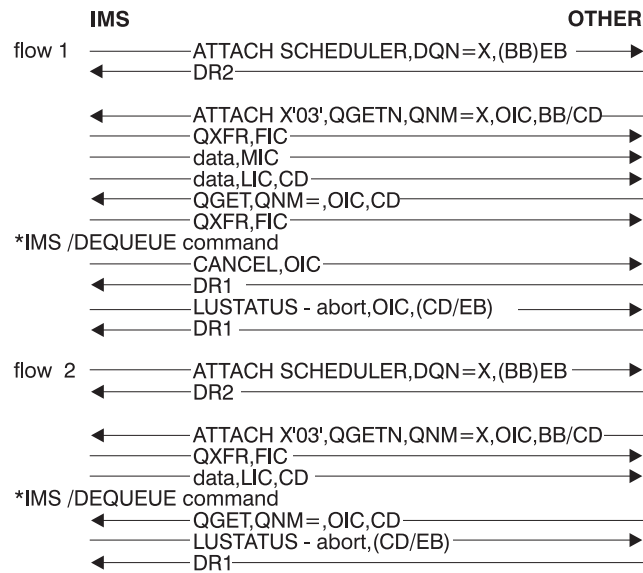 IMS OTHER
flow 1 ATTACH SCHEDULER,DQN=X,(BB)EB
DR2
ATTACH X'03',QGETN,QNM=X,OIC,BB/CD
QXFR,FIC
data,MIC
data,LIC,CD
QGET,QNM=,OIC,CD
QXFR,FIC
*IMS /DEQUEUE command
CANCEL,OIC
DR1
LUSTATUS - abort,OIC,(CD/EB)
DR1
flow 2 ATTACH SCHEDULER,DQN=X,(BB)EB
DR2
ATTACH X'03',QGETN,QNM=X,OIC,BB/CD
QXFR,FIC
data,LIC,CD
*IMS /DEQUEUE command
QGET,QNM=,OIC,CD
LUSTATUS - abort,(CD/EB)
DR1